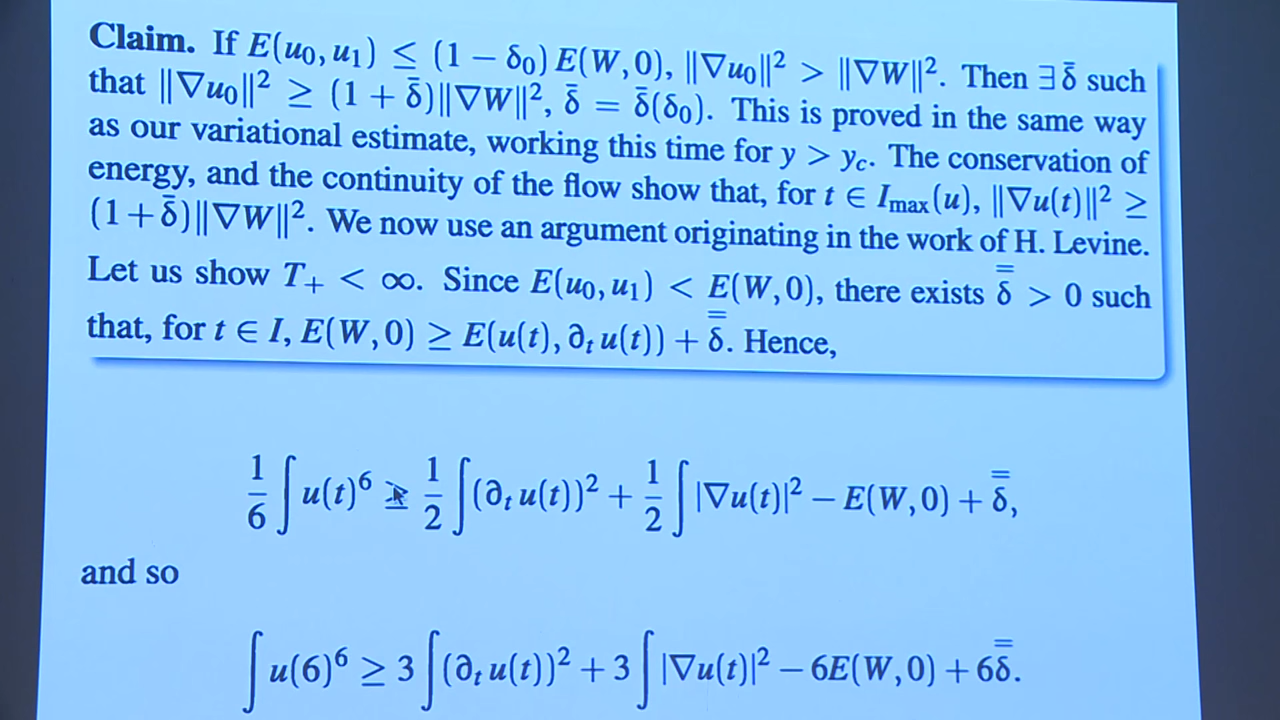 Claim. If E(u₀, u₁) ≤ (1 − δ₀) E(W, 0), ‖∇u₀‖² > ‖∇W‖². Then ∃ δ̄ such
that ‖∇u₀‖² ≥ (1 + δ̄)‖∇W‖², δ̄ = δ̄(δ₀). This is proved in the same way
as our variational estimate, working this time for y > y_c. The conservation of
energy, and the continuity of the flow show that, for t ∈ I_max(u), ‖∇u(t)‖² ≥
(1+δ̄)‖∇W‖². We now use an argument originating in the work of H. Levine.
Let us show T₊ < ∞. Since E(u₀, u₁) < E(W, 0), there exists δ̿ > 0 such
that, for t ∈ I, E(W, 0) ≥ E(u(t), ∂ₜ u(t)) + δ̿. Hence,
1/6 ∫ u(t)⁶ ≥ 1/2 ∫ (∂ₜ u(t))² + 1/2 ∫ |∇u(t)|² − E(W, 0) + δ̿,
and so
∫ u(6)⁶ ≥ 3 ∫ (∂ₜ u(t))² + 3 ∫ |∇u(t)|² − 6E(W, 0) + 6δ̿.